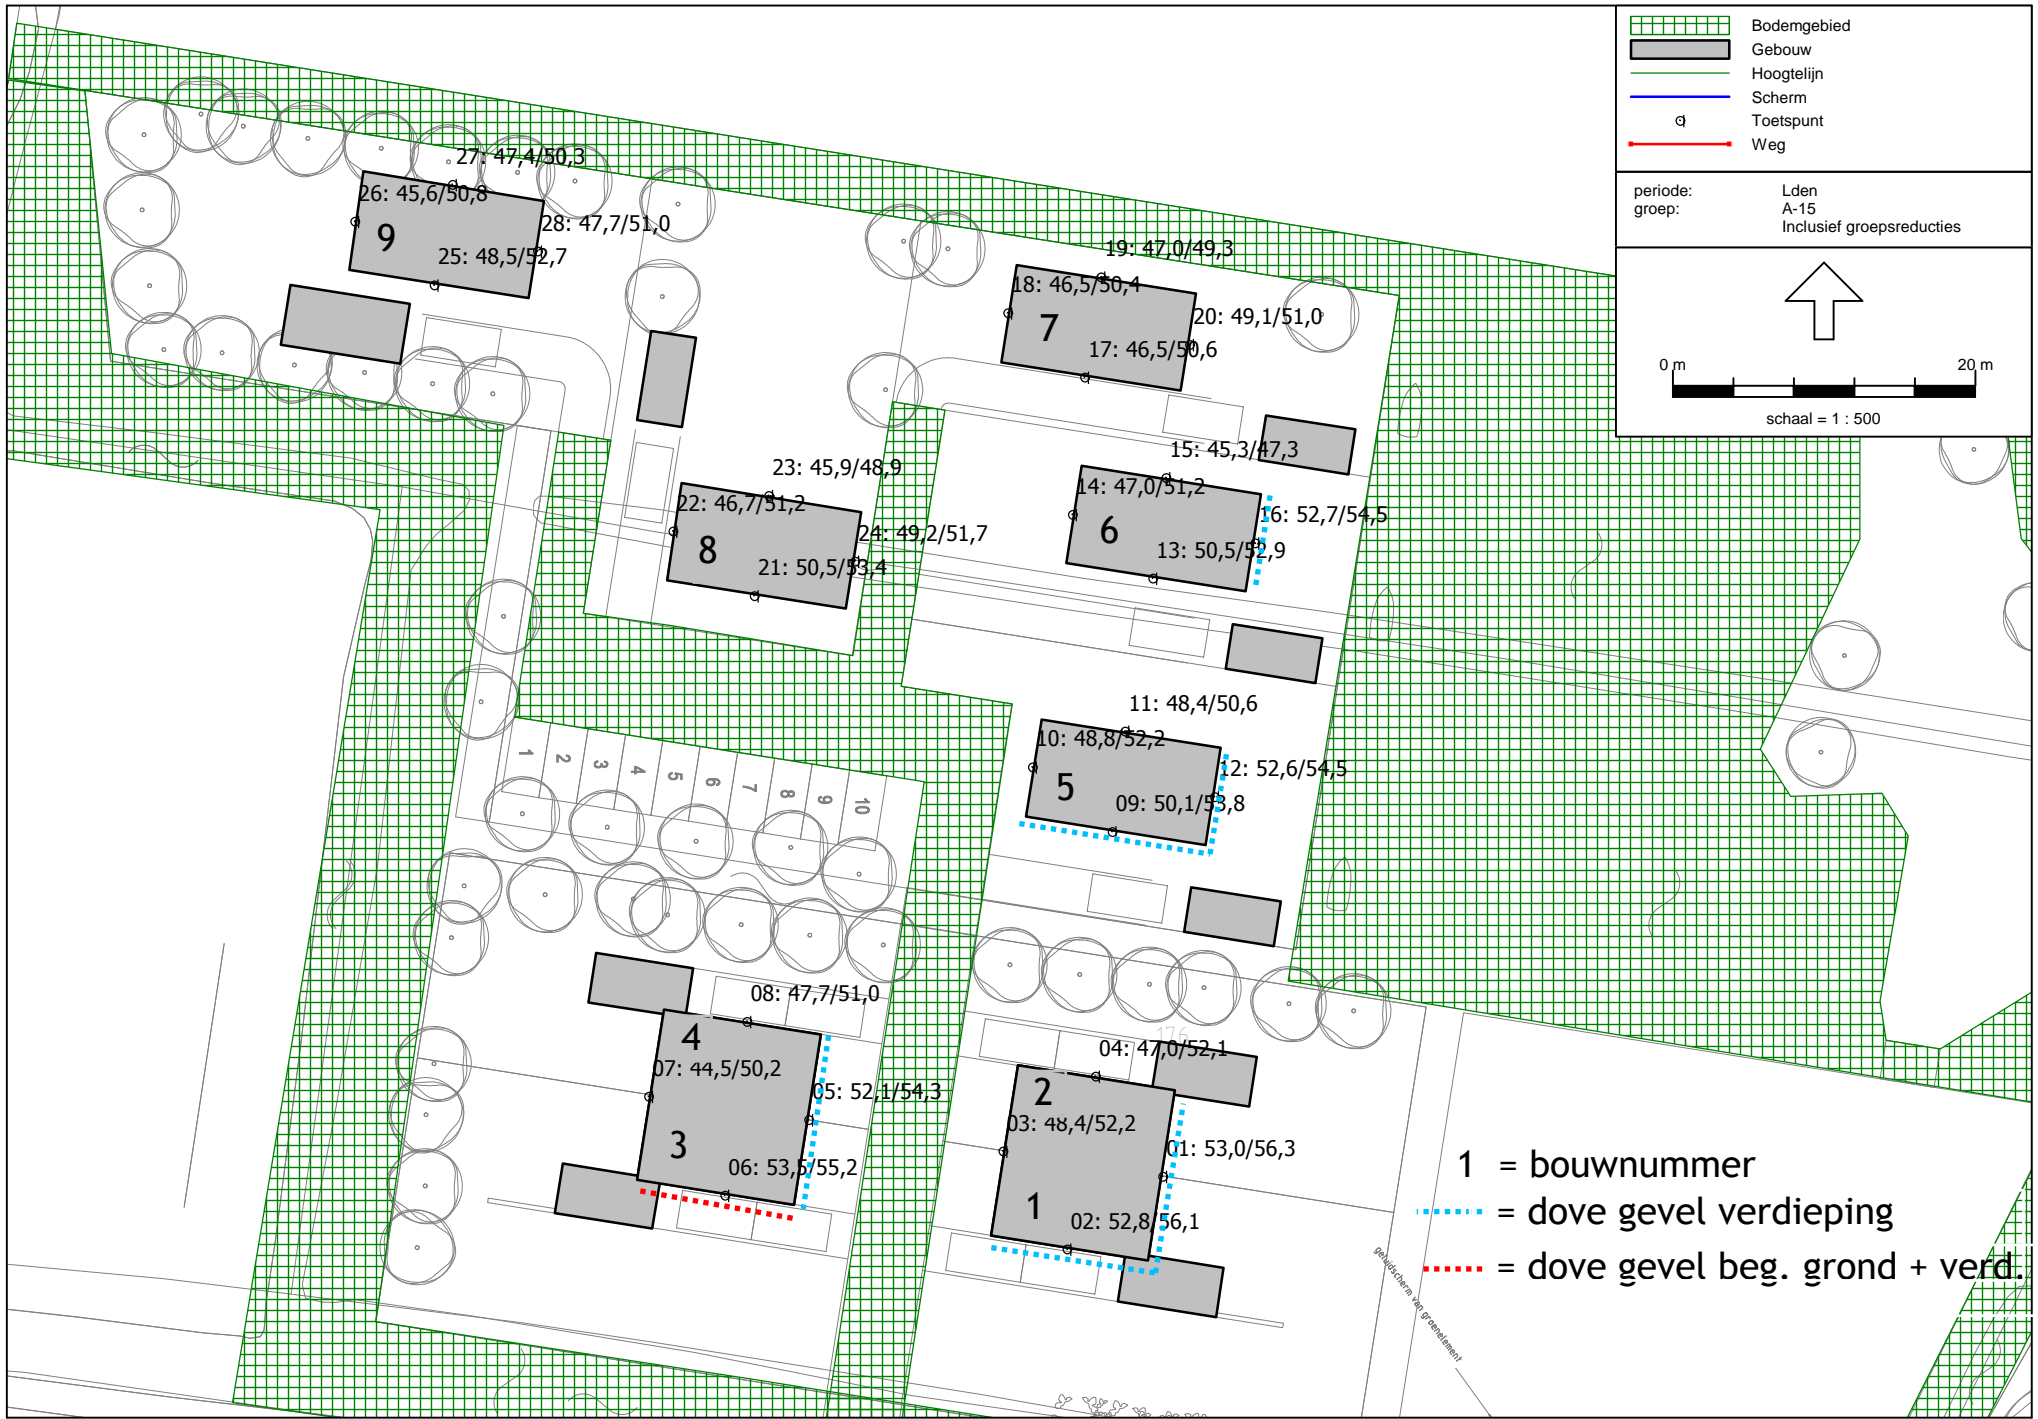 Bodemgebied
Gebouw
Hoogtelijn
Scherm
Toetspunt
Weg
periode: Lden
groep: A-15
Inclusief groepsreducties
0 m 20 m
schaal = 1 : 500
27: 47,4/50,3
26: 45,6/50,8
28: 47,7/51,0
9
25: 48,5/52,7
19: 47,0/49,3
18: 46,5/50,4
20: 49,1/51,0
7
17: 46,5/50,6
15: 45,3/47,3
14: 47,0/51,2
16: 52,7/54,5
6
13: 50,5/52,9
23: 45,9/48,9
22: 46,7/51,2
24: 49,2/51,7
8
21: 50,5/53,4
11: 48,4/50,6
10: 48,8/52,2
12: 52,6/54,5
5
09: 50,1/53,8
1 2 3 4 5 6 7 8 9 10
08: 47,7/51,0
4
07: 44,5/50,2
05: 52,1/54,3
3
06: 53,5/55,2
176
04: 47,0/52,1
2
03: 48,4/52,2
01: 53,0/56,3
1
02: 52,8/56,1
1 = bouwnummer
= dove gevel verdieping
= dove gevel beg. grond + verd.
geluidscherm van groenelement